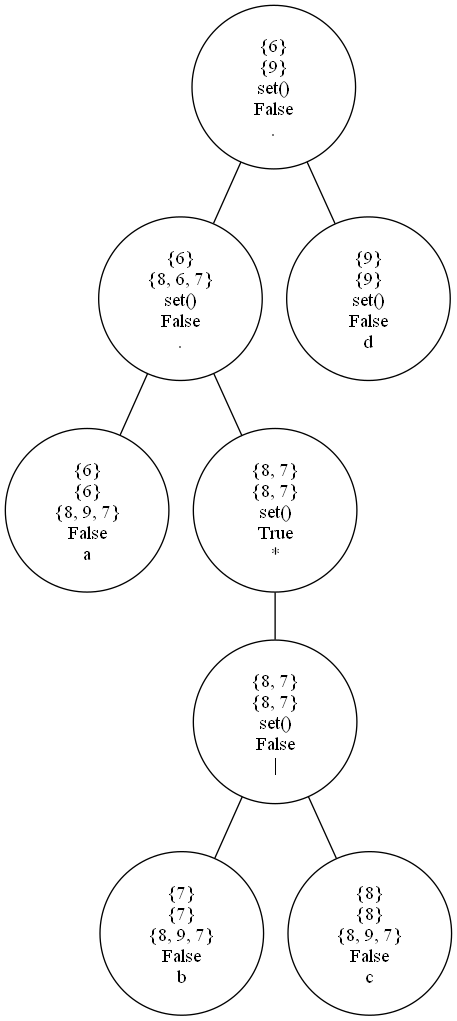 {6}
{9}
set()
False
.
{6}
{8, 6, 7}
set()
False
.
{9}
{9}
set()
False
d
{6}
{6}
{8, 9, 7}
False
a
{8, 7}
{8, 7}
set()
True
*
{8, 7}
{8, 7}
set()
False
|
{7}
{7}
{8, 9, 7}
False
b
{8}
{8}
{8, 9, 7}
False
c